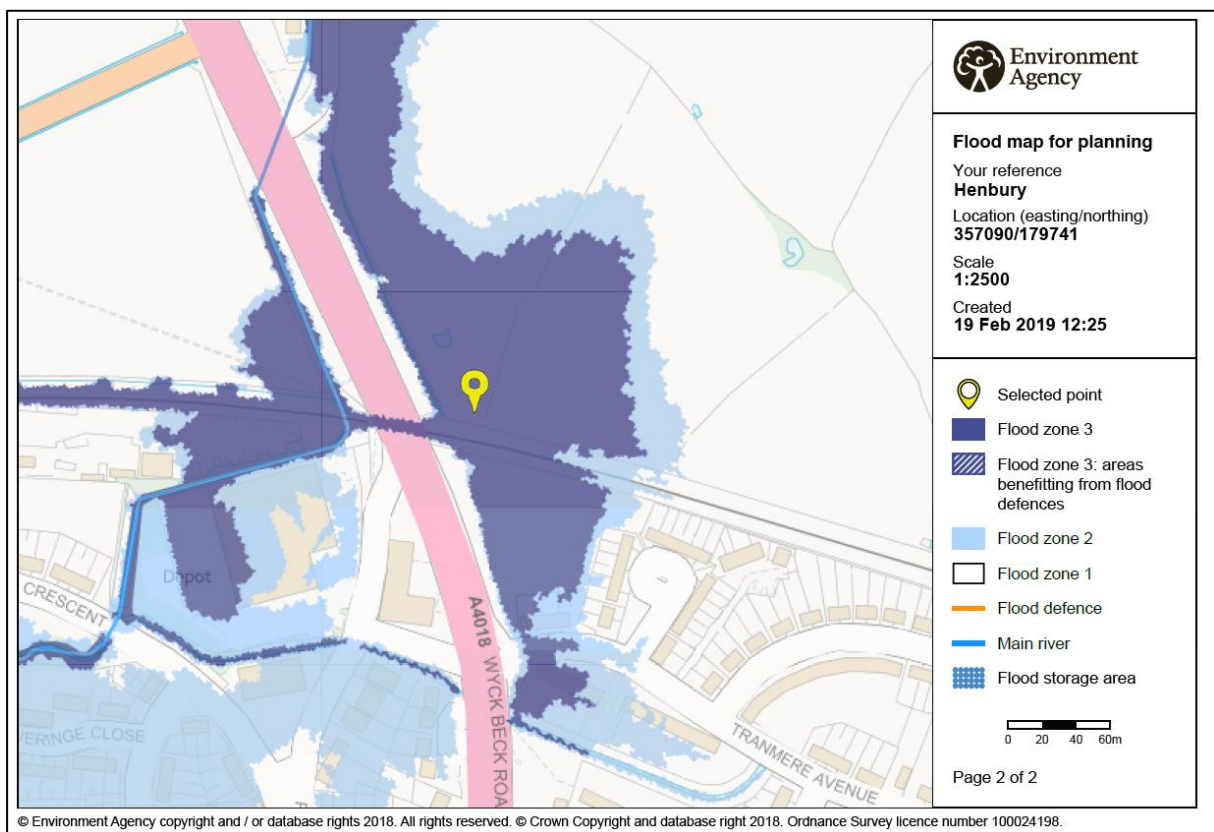 Environment
Agency
Flood map for planning
Your reference
Henbury
Location (easting/northing)
357090/179741
Scale
1:2500
Created
19 Feb 2019 12:25
Selected point
Flood zone 3
Flood zone 3: areas
benefitting from flood
defences
Flood zone 2
Flood zone 1
Flood defence
Main river
Flood storage area
0 20 40 60m
Page 2 of 2
Depot
CRESCENT
A4018 WYCK BECK ROA
VERINGE CLOSE
TRANMERE AVENUE
© Environment Agency copyright and / or database rights 2018. All rights reserved. © Crown Copyright and database right 2018. Ordnance Survey licence number 100024198.